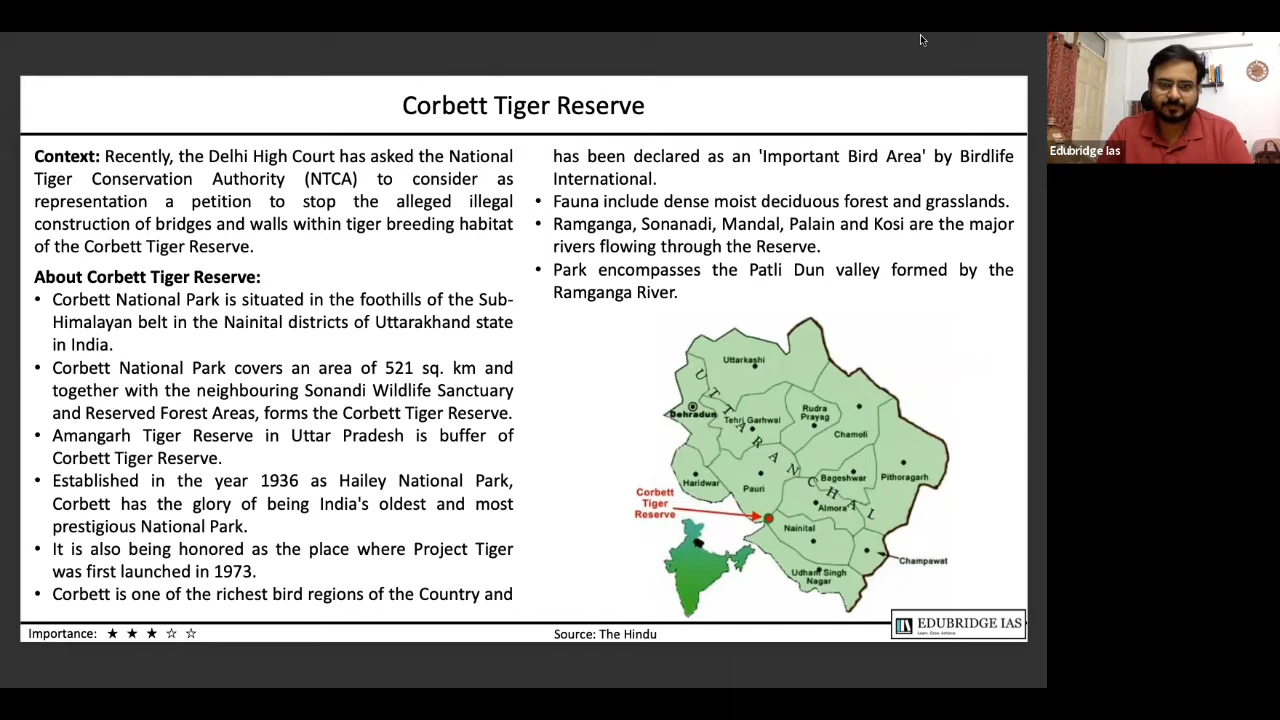 Corbett Tiger Reserve
Context: Recently, the Delhi High Court has asked the National
Tiger Conservation Authority (NTCA) to consider as
representation a petition to stop the alleged illegal
construction of bridges and walls within tiger breeding habitat
of the Corbett Tiger Reserve.
About Corbett Tiger Reserve:
• Corbett National Park is situated in the foothills of the Sub-
Himalayan belt in the Nainital districts of Uttarakhand state
in India.
• Corbett National Park covers an area of 521 sq. km and
together with the neighbouring Sonandi Wildlife Sanctuary
and Reserved Forest Areas, forms the Corbett Tiger Reserve.
• Amangarh Tiger Reserve in Uttar Pradesh is buffer of
Corbett Tiger Reserve.
• Established in the year 1936 as Hailey National Park,
Corbett has the glory of being India's oldest and most
prestigious National Park.
• It is also being honored as the place where Project Tiger
was first launched in 1973.
• Corbett is one of the richest bird regions of the Country and
has been declared as an 'Important Bird Area' by Birdlife
International.
• Fauna include dense moist deciduous forest and grasslands.
• Ramganga, Sonanadi, Mandal, Palain and Kosi are the major
rivers flowing through the Reserve.
• Park encompasses the Patli Dun valley formed by the
Ramganga River.
UTTARANCHAL
Uttarkashi
Dehradun
Tehri Garhwal
Rudra
Prayag
Chamoli
Haridwar
Pauri
Bageshwar
Pithoragarh
Corbett
Tiger
Reserve
Almora
Nainital
Champawat
Udham Singh
Nagar
Importance: ★ ★ ★ ☆ ☆
Source: The Hindu
EDUBRIDGE IAS
Learn. Grow. Achieve
Edubridge Ias